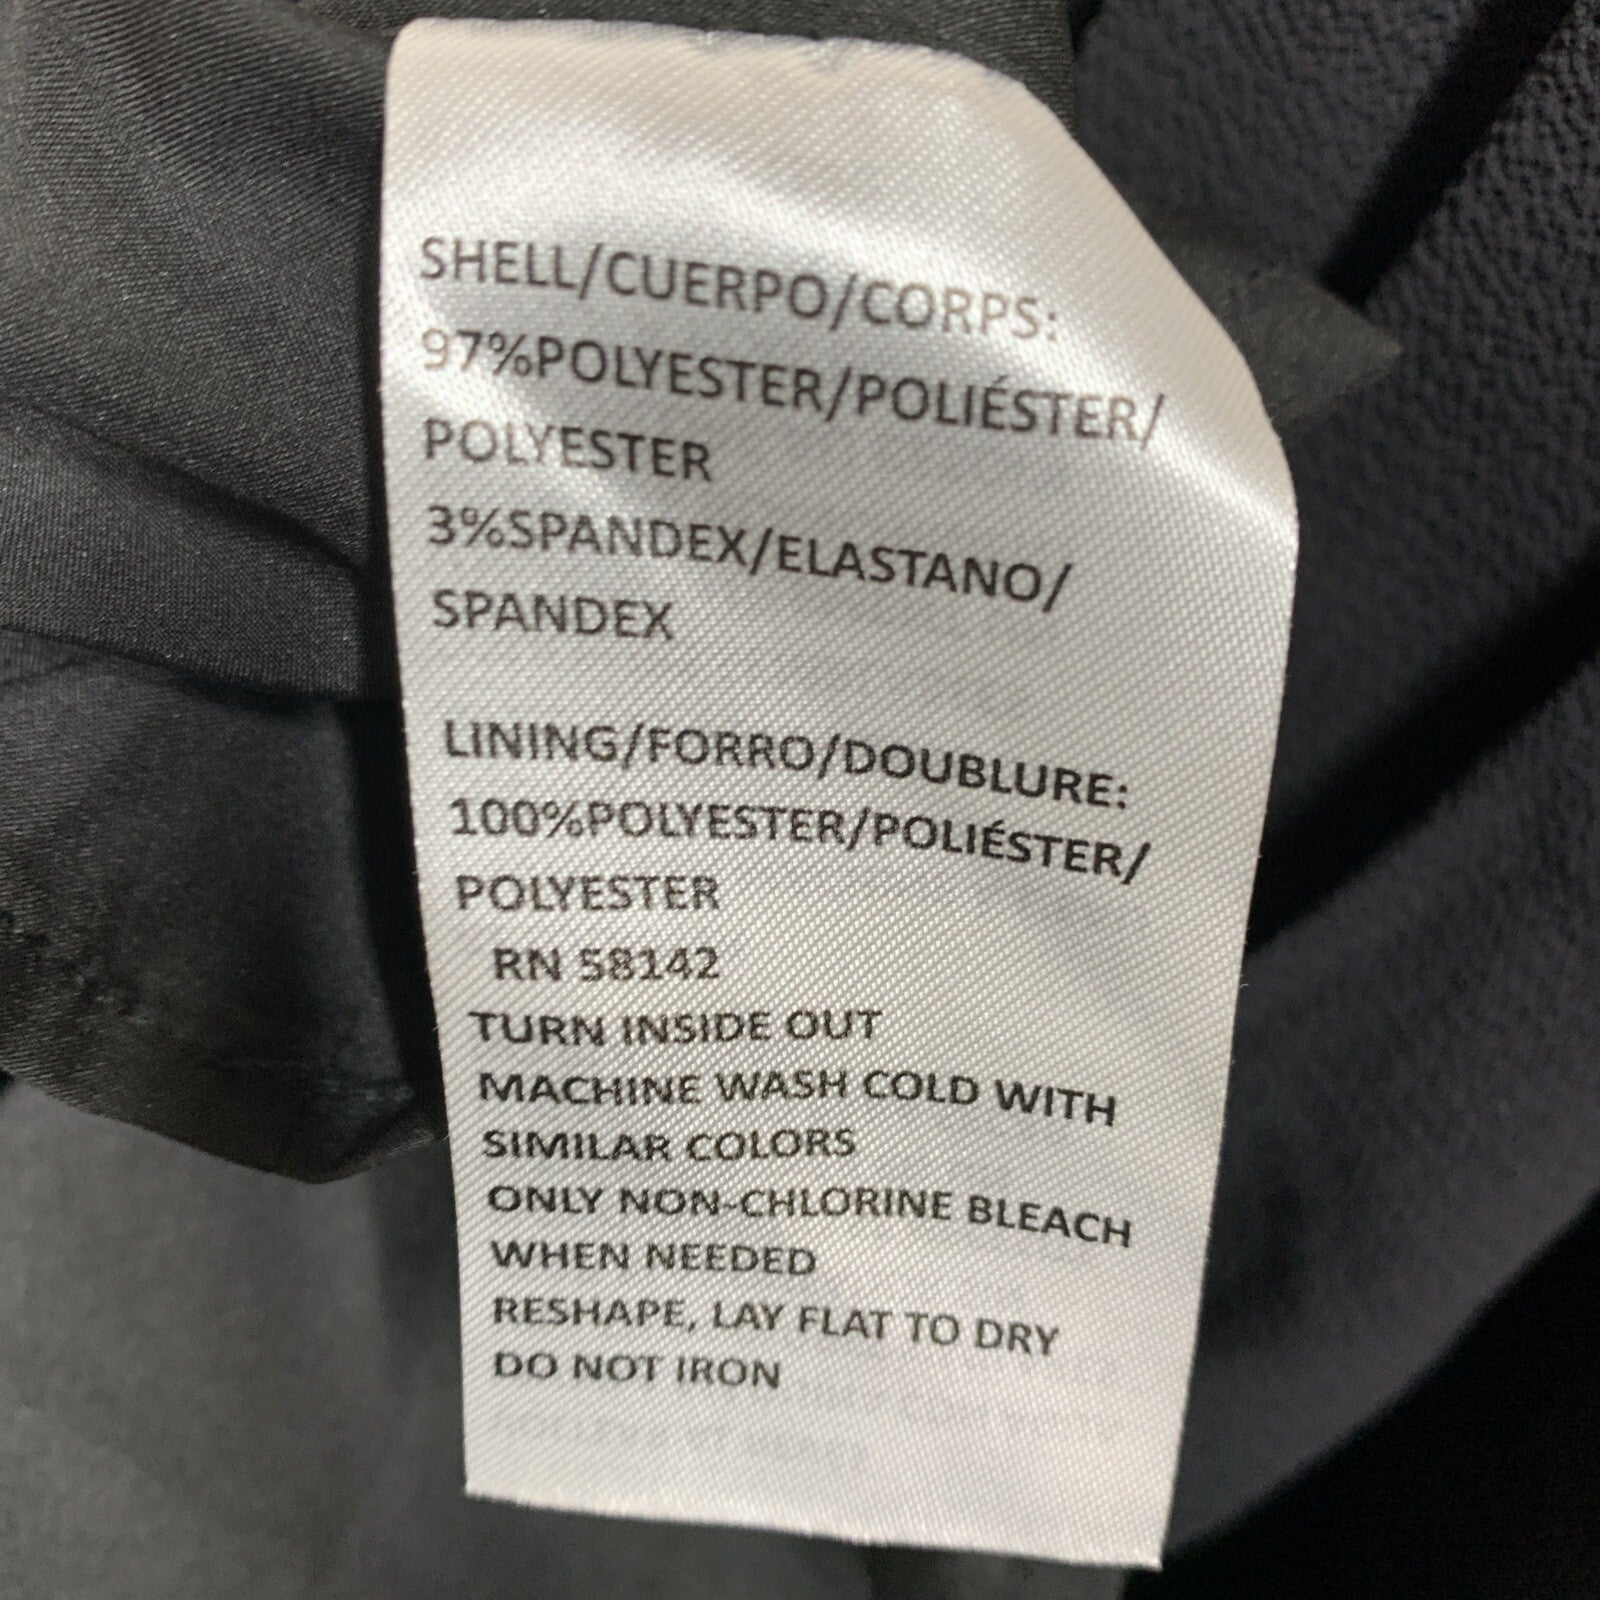 SHELL/CUERPO/CORPS:
97%POLYESTER/POLIÉSTER/
POLYESTER
3%SPANDEX/ELASTANO/
SPANDEX
LINING/FORRO/DOUBLURE:
100%POLYESTER/POLIÉSTER/
POLYESTER
RN 58142
TURN INSIDE OUT
MACHINE WASH COLD WITH
SIMILAR COLORS
ONLY NON-CHLORINE BLEACH
WHEN NEEDED
RESHAPE, LAY FLAT TO DRY
DO NOT IRON